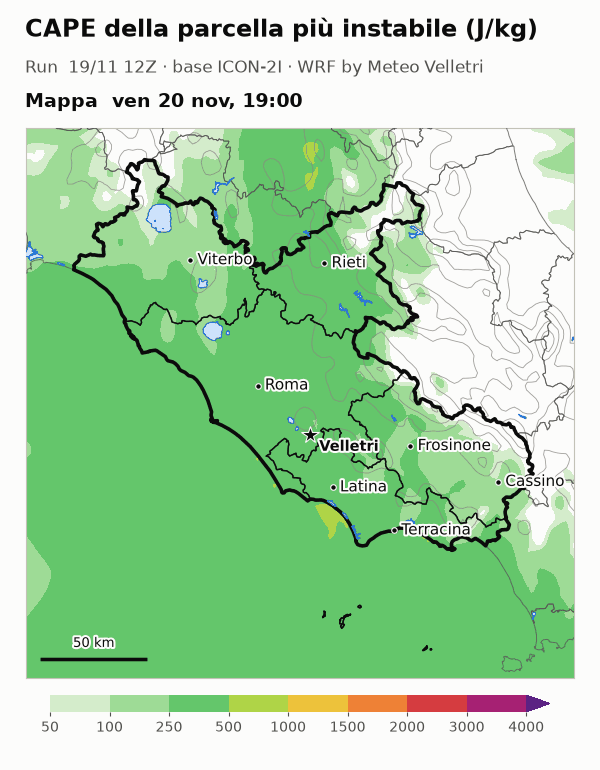 CAPE della parcella più instabile (J/kg)
Run  19/11 12Z · base ICON-2I · WRF by Meteo Velletri
Mappa  ven 20 nov, 19:00
Viterbo
Rieti
Roma
Velletri
Frosinone
Latina
Cassino
Terracina
50 km
50 100 250 500 1000 1500 2000 3000 4000